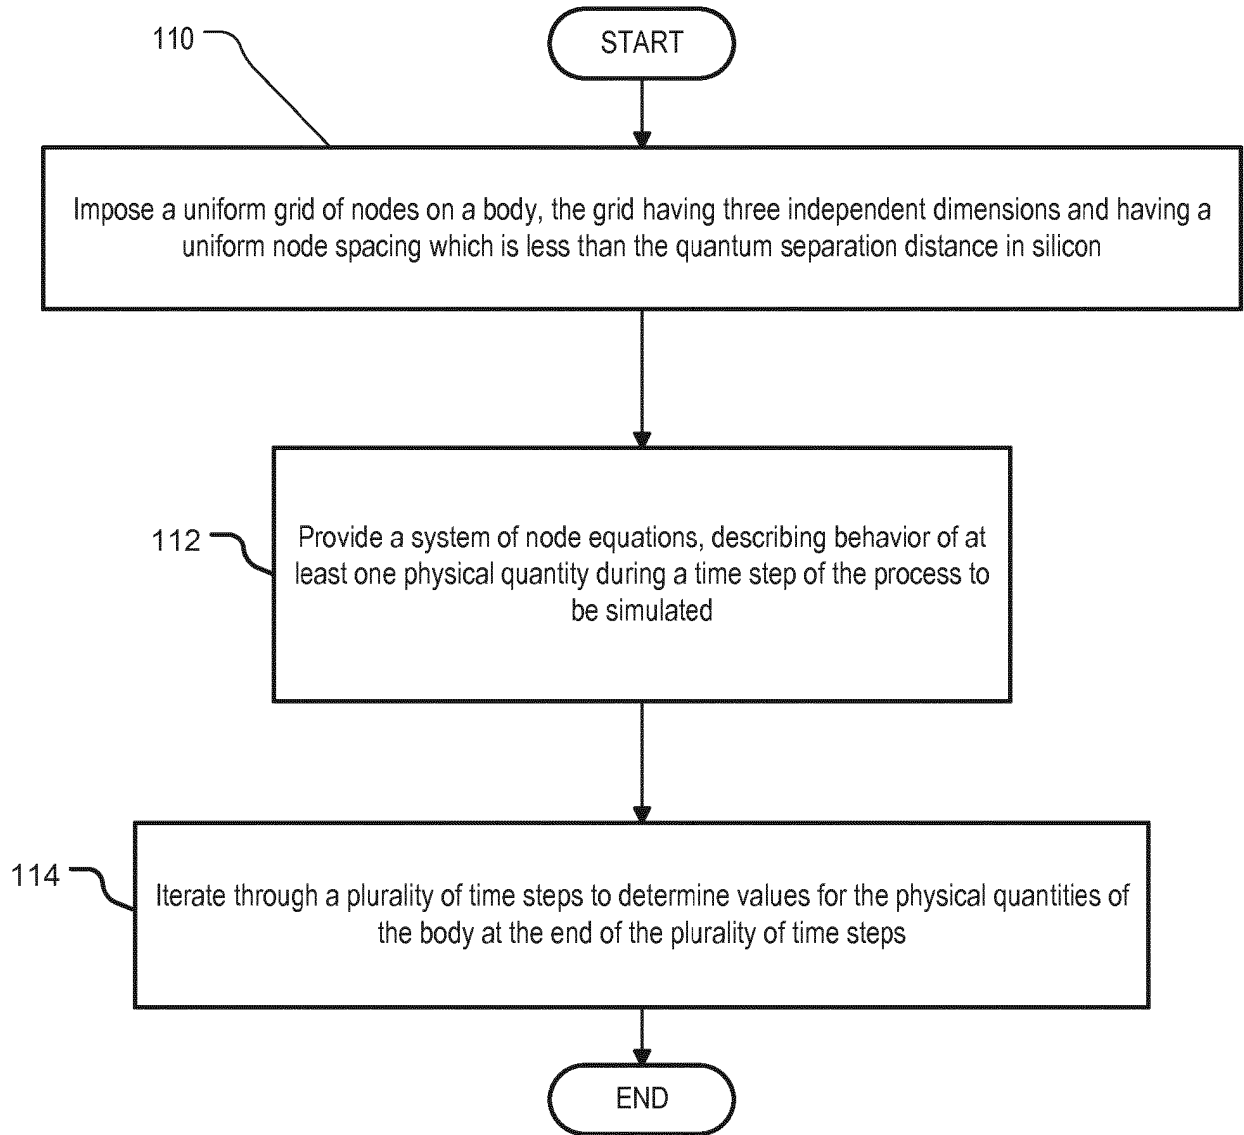 START
110
Impose a uniform grid of nodes on a body, the grid having three independent dimensions and having a
uniform node spacing which is less than the quantum separation distance in silicon
112
Provide a system of node equations, describing behavior of at
least one physical quantity during a time step of the process to
be simulated
114
Iterate through a plurality of time steps to determine values for the physical quantities of
the body at the end of the plurality of time steps
END